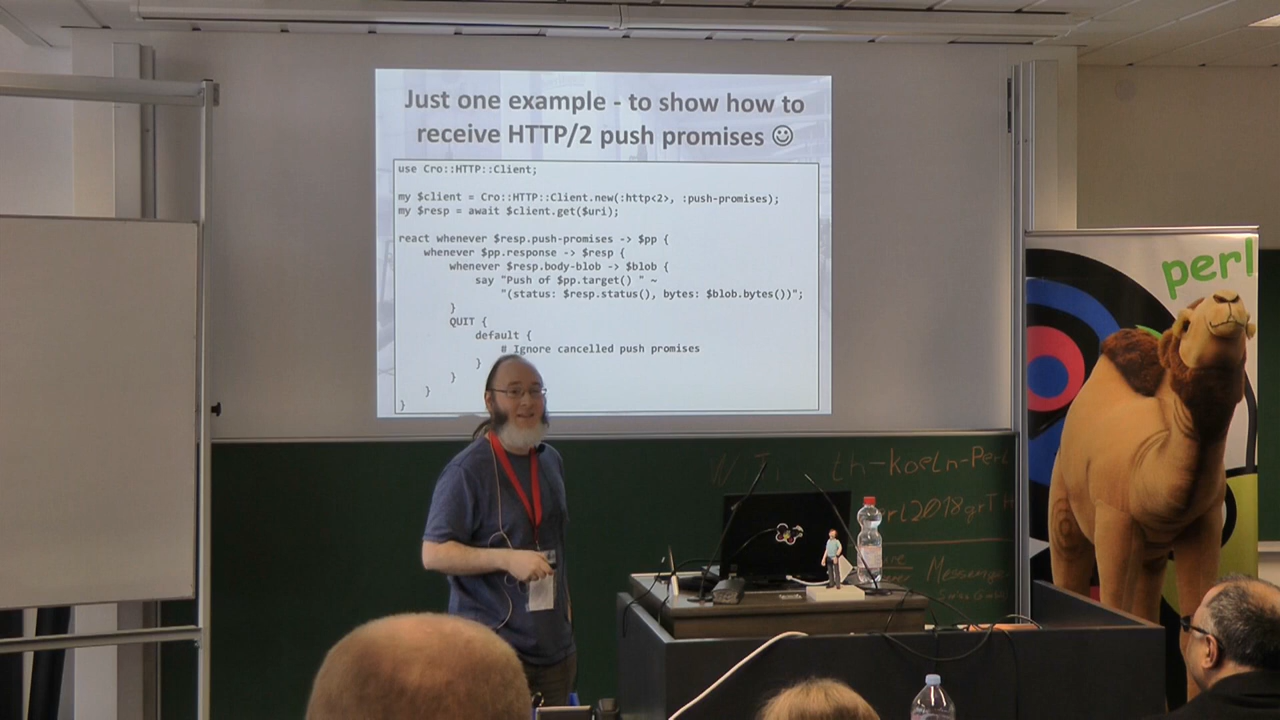 Just one example - to show how to
receive HTTP/2 push promises ☺
use Cro::HTTP::Client;
my $client = Cro::HTTP::Client.new(:http<2>, :push-promises);
my $resp = await $client.get($uri);
react whenever $resp.push-promises -> $pp {
whenever $pp.response -> $resp {
whenever $resp.body-blob -> $blob {
say "Push of $pp.target() " ~
"(status: $resp.status(), bytes: $blob.bytes())";
}
QUIT {
default {
# Ignore cancelled push promises
}
}
}
}
perl
th-koeln-Perl